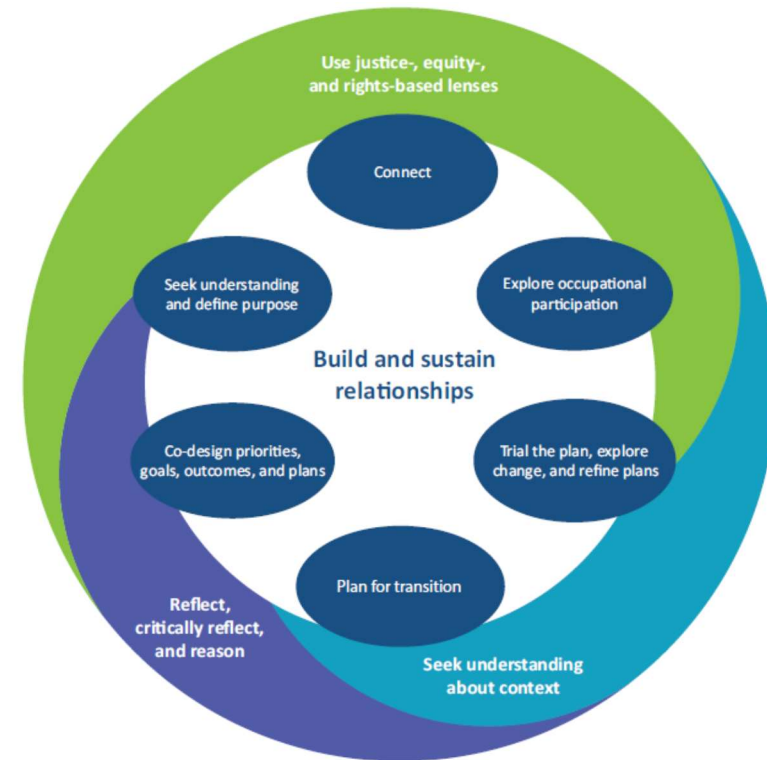 Use justice-, equity-,
and rights-based lenses
Connect
Seek understanding
and define purpose
Explore occupational
participation
Build and sustain
relationships
Co-design priorities,
goals, outcomes, and plans
Trial the plan, explore
change, and refine plans
Plan for transition
Reflect,
critically reflect,
and reason
Seek understanding
about context